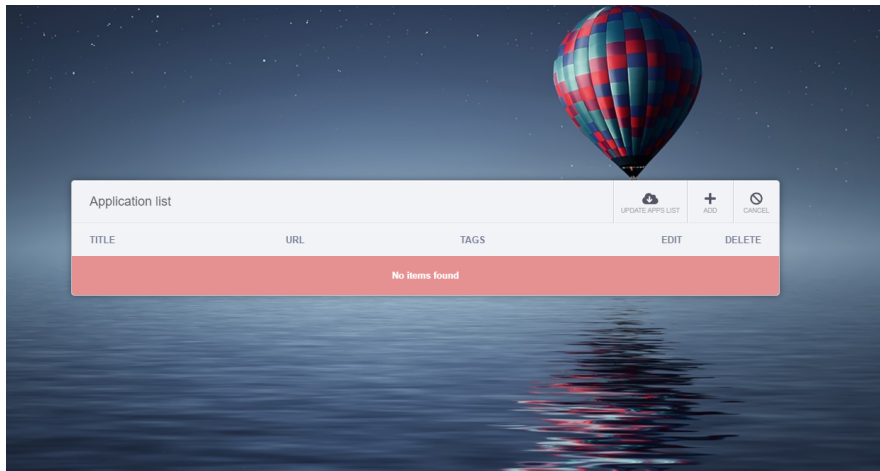 Application list
UPDATE APPS LIST
ADD
CANCEL
TITLE URL TAGS EDIT DELETE
No items found